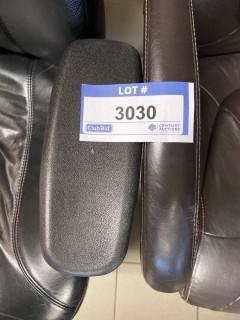 LOT #
3030
ClubBid
CENTURY
AUCTIONS